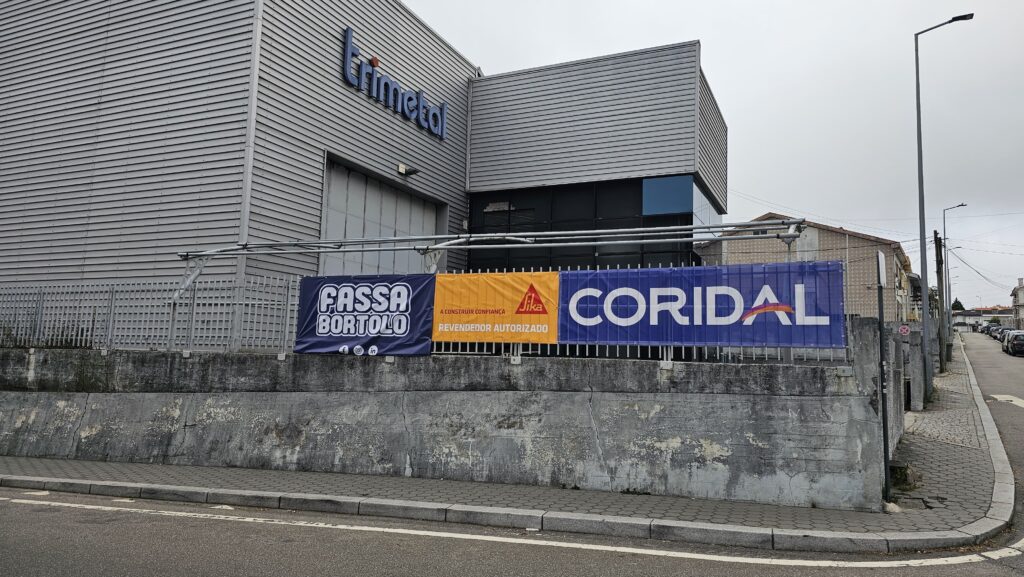 trimetal
FASSA
BORTOLO
A CONSTRUIR CONFIANÇA
Sika
REVENDEDOR AUTORIZADO
CORIDAL